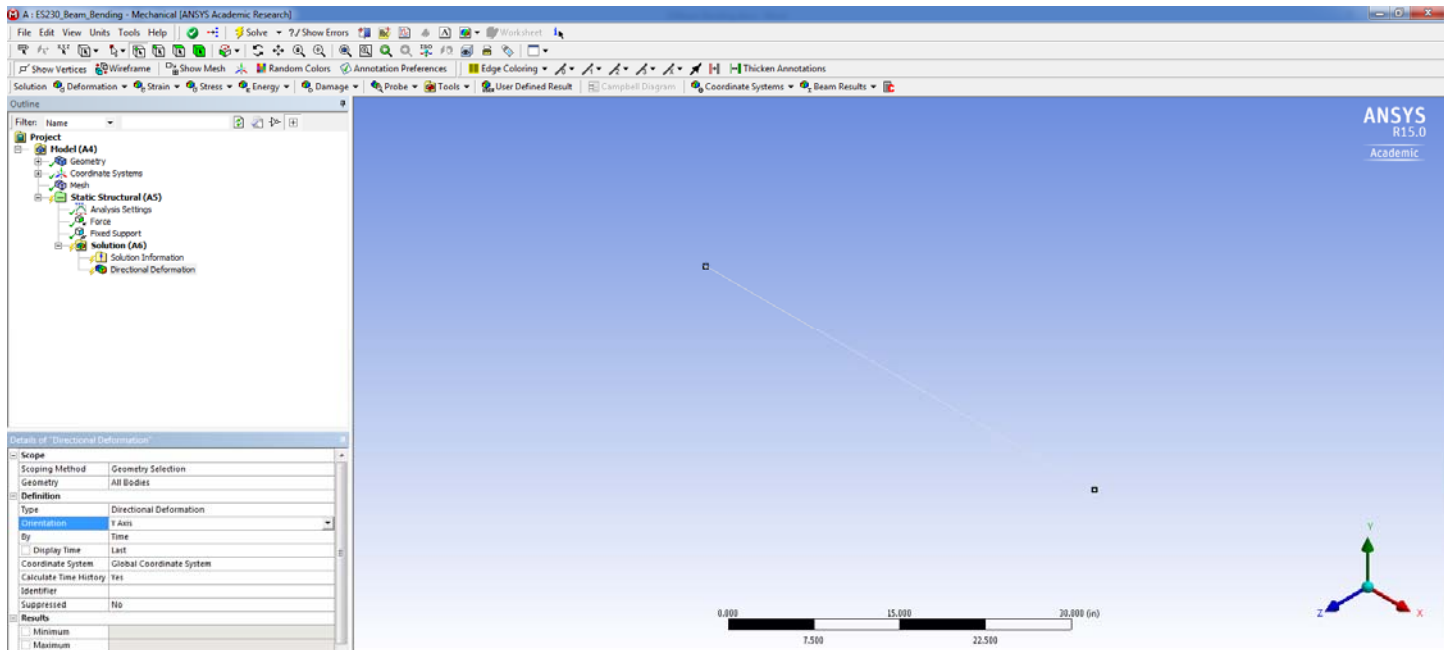 A : ES230_Beam_Bending - Mechanical [ANSYS Academic Research]
File Edit View Units Tools Help Solve ?/ Show Errors Worksheet
Show Vertices Wireframe Show Mesh Random Colors Annotation Preferences Edge Coloring Thicken Annotations
Solution Deformation Strain Stress Energy Damage Probe Tools User Defined Result Campbell Diagram Coordinate Systems Beam Results
Outline
Filter: Name
Project
Model (A4)
Geometry
Coordinate Systems
Mesh
Static Structural (A5)
Analysis Settings
Force
Fixed Support
Solution (A6)
Solution Information
Directional Deformation
Details of "Directional Deformation"
Scope
Scoping Method Geometry Selection
Geometry All Bodies
Definition
Type Directional Deformation
Orientation Y Axis
By Time
Display Time Last
Coordinate System Global Coordinate System
Calculate Time History Yes
Identifier
Suppressed No
Results
Minimum
Maximum
ANSYS
R15.0
Academic
0.000 15.000 30.000 (in)
7.500 22.500
Y
Z X